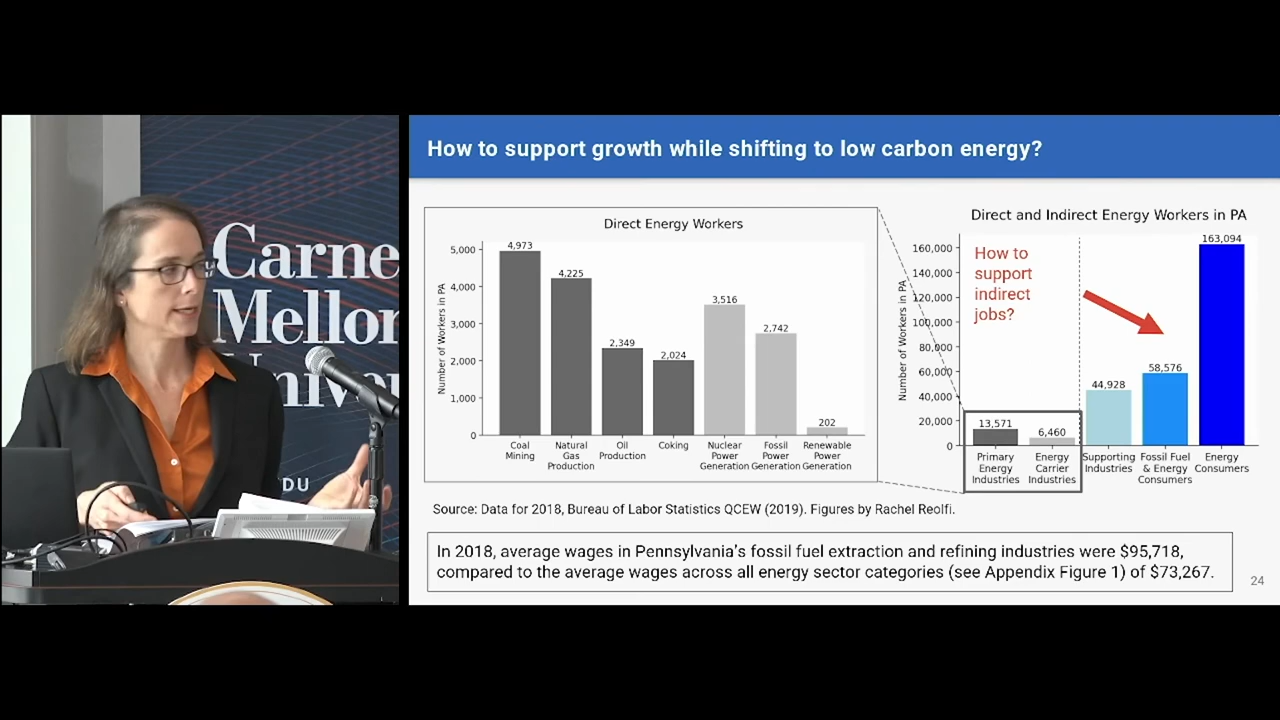 Carne
Mellon
Univer
DU
How to support growth while shifting to low carbon energy?
Direct Energy Workers
Number of Workers in PA
5,000
4,000
3,000
2,000
1,000
0
4,973
4,225
2,349
2,024
3,516
2,742
202
Coal Mining
Natural Gas Production
Oil Production
Coking
Nuclear Power Generation
Fossil Power Generation
Renewable Power Generation
Direct and Indirect Energy Workers in PA
Number of Workers in PA
160,000
140,000
120,000
100,000
80,000
60,000
40,000
20,000
0
How to
support
indirect
jobs?
13,571
6,460
44,928
58,576
163,094
Primary Energy Industries
Energy Carrier Industries
Supporting Industries
Fossil Fuel & Energy Consumers
Energy Consumers
Source: Data for 2018, Bureau of Labor Statistics QCEW (2019). Figures by Rachel Reolfi.
In 2018, average wages in Pennsylvania's fossil fuel extraction and refining industries were $95,718,
compared to the average wages across all energy sector categories (see Appendix Figure 1) of $73,267.
24